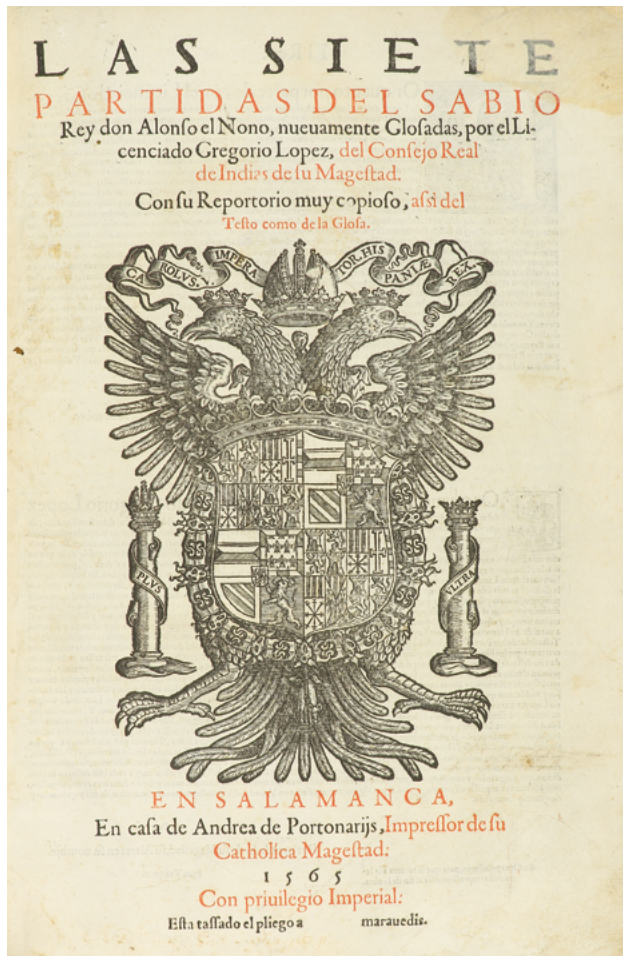 LAS SIETE
PARTIDAS DEL SABIO
Rey don Alonſo el Nono, nueuamente Gloſadas, por el Li-
cenciado Gregorio Lopez, del Conſejo Real
de Indias de ſu Mageſtad.
Con ſu Reportorio muy copioſo, aſsi del
Teſto como de la Gloſa.
CA ROLVS. IMPERA TOR. HIS PANIÆ REX.
PLVS VLTRA
EN SALAMANCA,
En caſa de Andrea de Portonarijs, Impreſſor de ſu
Catholica Mageſtad.
1565
Con priuilegio Imperial:
Eſta taſſado el pliego a marauedis.